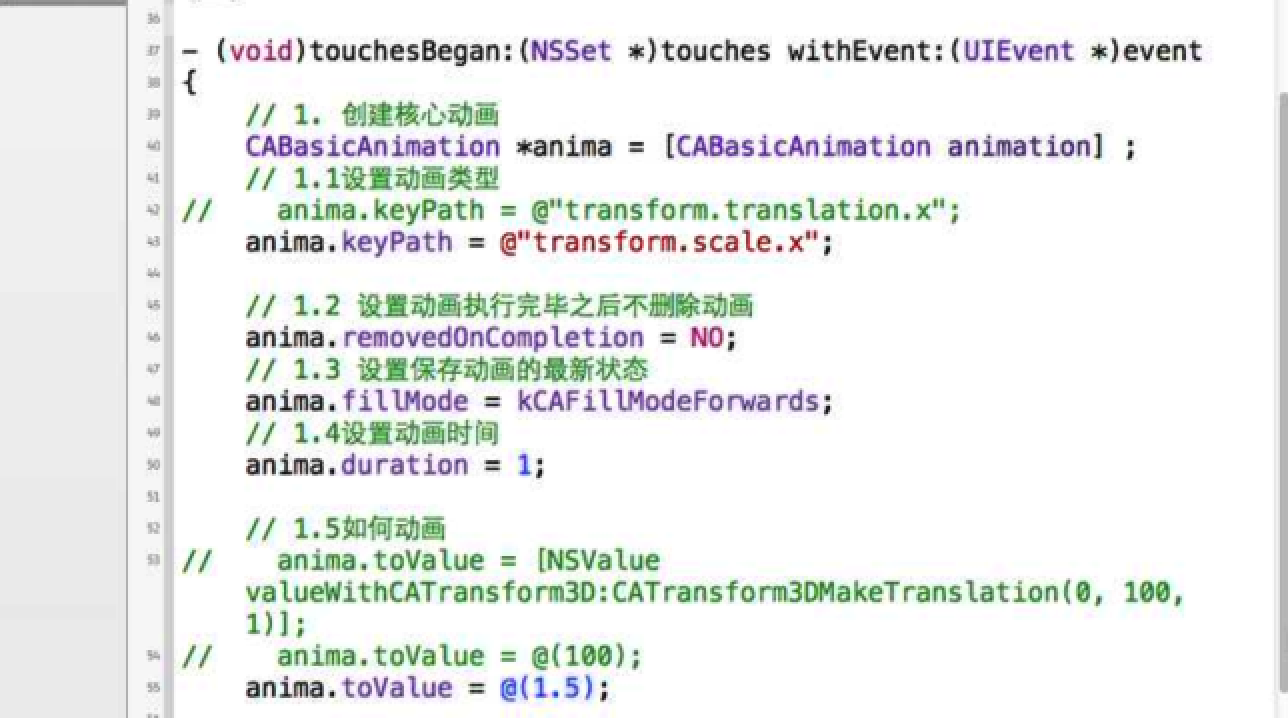 36
37 - (void)touchesBegan:(NSSet *)touches withEvent:(UIEvent *)event
38 {
39 // 1. 创建核心动画
40 CABasicAnimation *anima = [CABasicAnimation animation] ;
41 // 1.1设置动画类型
42 // anima.keyPath = @"transform.translation.x";
43 anima.keyPath = @"transform.scale.x";
44
45 // 1.2 设置动画执行完毕之后不删除动画
46 anima.removedOnCompletion = NO;
47 // 1.3 设置保存动画的最新状态
48 anima.fillMode = kCAFillModeForwards;
49 // 1.4设置动画时间
50 anima.duration = 1;
51
52 // 1.5如何动画
53 // anima.toValue = [NSValue
valueWithCATransform3D:CATransform3DMakeTranslation(0, 100,
1)];
54 // anima.toValue = @(100);
55 anima.toValue = @(1.5);